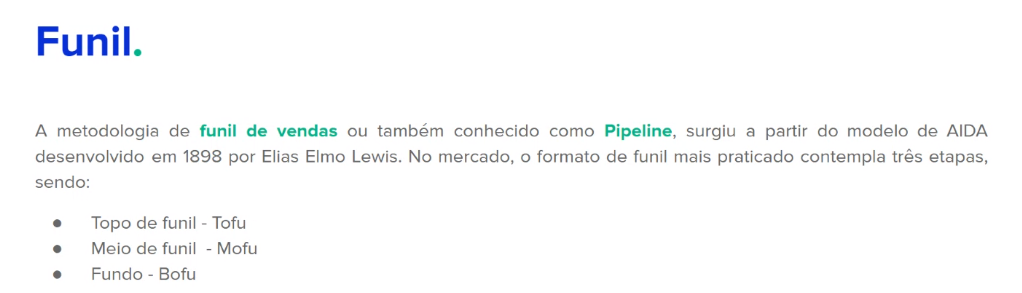 Funil.
A metodologia de funil de vendas ou também conhecido como Pipeline, surgiu a partir do modelo de AIDA
desenvolvido em 1898 por Elias Elmo Lewis. No mercado, o formato de funil mais praticado contempla três etapas,
sendo:
● Topo de funil - Tofu
● Meio de funil - Mofu
● Fundo - Bofu